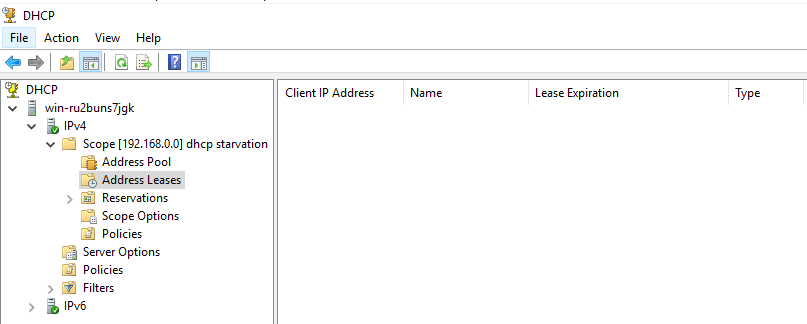 DHCP
File Action View Help
DHCP
win-ru2buns7jgk
IPv4
Scope [192.168.0.0] dhcp starvation
Address Pool
Address Leases
Reservations
Scope Options
Policies
Server Options
Policies
Filters
IPv6
Client IP Address Name Lease Expiration Type